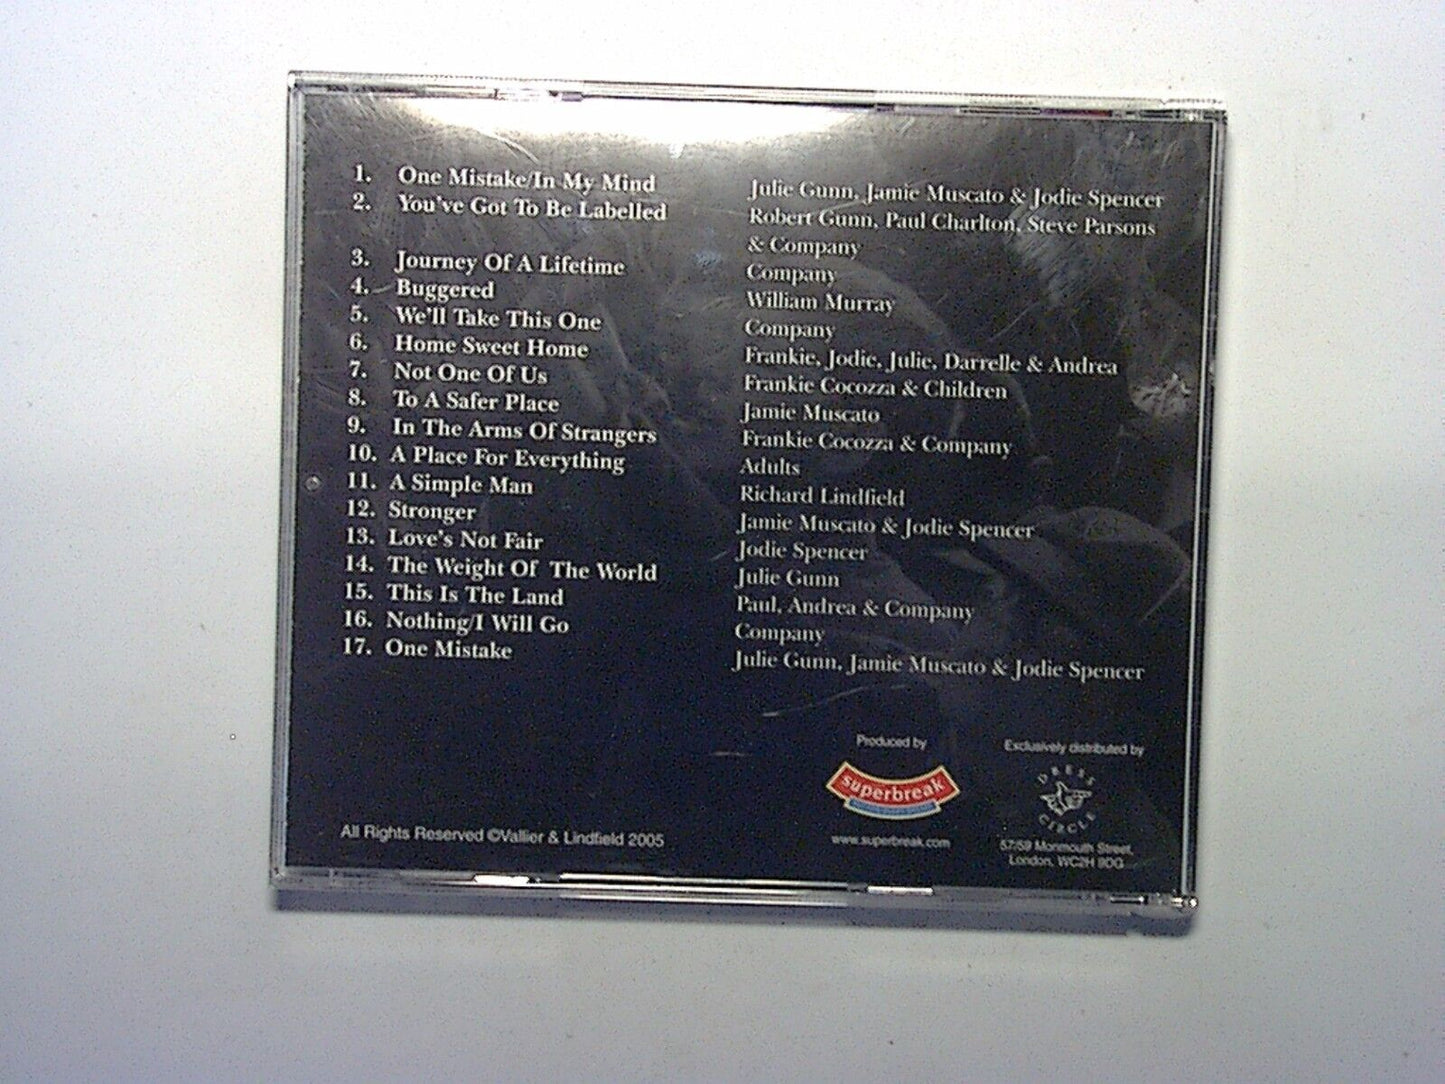 1. One Mistake/In My Mind Julie Gunn, Jamie Muscato & Jodie Spencer
2. You've Got To Be Labelled Robert Gunn, Paul Charlton, Steve Parsons
& Company
3. Journey Of A Lifetime Company
4. Buggered William Murray
5. We'll Take This One Company
6. Home Sweet Home Frankie, Jodie, Julie, Darrelle & Andrea
7. Not One Of Us Frankie Cocozza & Children
8. To A Safer Place Jamie Muscato
9. In The Arms Of Strangers Frankie Cocozza & Company
10. A Place For Everything Adults
11. A Simple Man Richard Lindfield
12. Stronger Jamie Muscato & Jodie Spencer
13. Love's Not Fair Jodie Spencer
14. The Weight Of The World Julie Gunn
15. This Is The Land Paul, Andrea & Company
16. Nothing/I Will Go Company
17. One Mistake Julie Gunn, Jamie Muscato & Jodie Spencer
Produced by
superbreak
www.superbreak.com
Exclusively distributed by
DRESS
CIRCLE
57/59 Monmouth Street,
London, WC2H 9DG
All Rights Reserved ©Vallier & Lindfield 2005